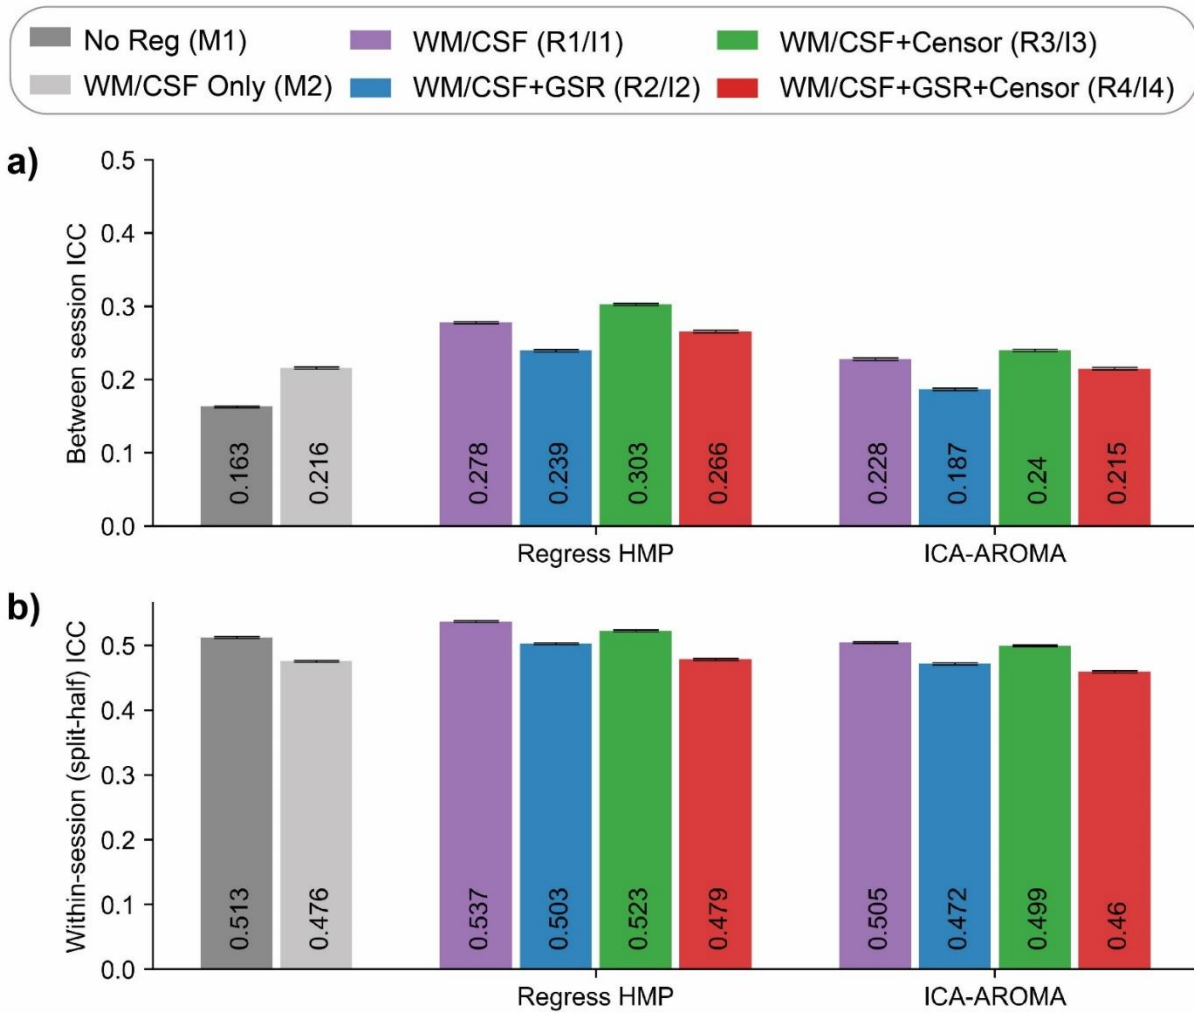 No Reg (M1)
WM/CSF (R1/I1)
WM/CSF+Censor (R3/I3)
WM/CSF Only (M2)
WM/CSF+GSR (R2/I2)
WM/CSF+GSR+Censor (R4/I4)
a)
Between session ICC
0.5
0.4
0.3
0.2
0.1
0.0
0.163
0.216
0.278
0.239
0.303
0.266
0.228
0.187
0.24
0.215
Regress HMP
ICA-AROMA
b)
Within-session (split-half) ICC
0.5
0.4
0.3
0.2
0.1
0.0
0.513
0.476
0.537
0.503
0.523
0.479
0.505
0.472
0.499
0.46
Regress HMP
ICA-AROMA